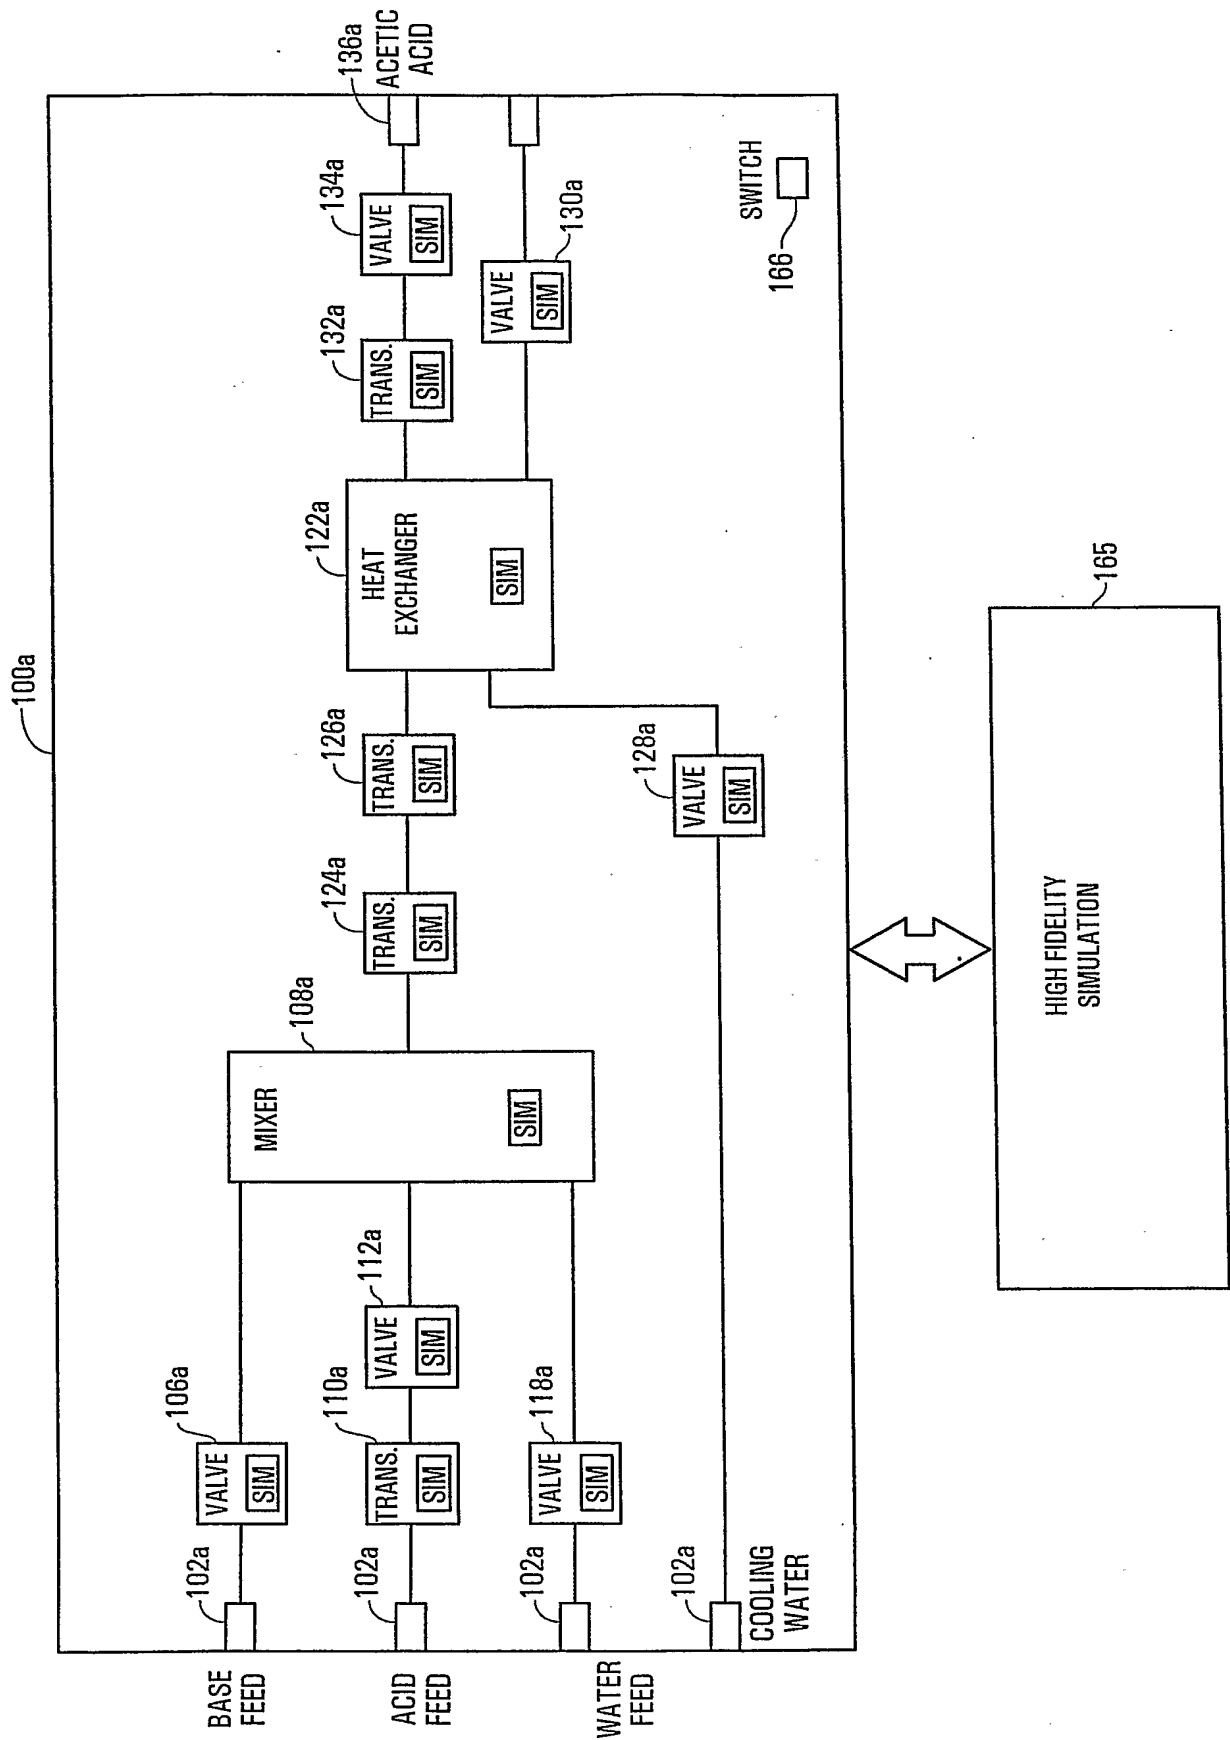 100a
BASE
FEED
102a
106a
VALVE
SIM
ACID
FEED
102a
110a
TRANS.
SIM
112a
VALVE
SIM
WATER
FEED
102a
118a
VALVE
SIM
102a
COOLING
WATER
108a
MIXER
SIM
124a
TRANS.
SIM
126a
TRANS.
SIM
128a
VALVE
SIM
122a
HEAT
EXCHANGER
SIM
132a
TRANS.
SIM
134a
VALVE
SIM
136a
ACETIC
ACID
VALVE
SIM
130a
SWITCH
166
165
HIGH FIDELITY
SIMULATION